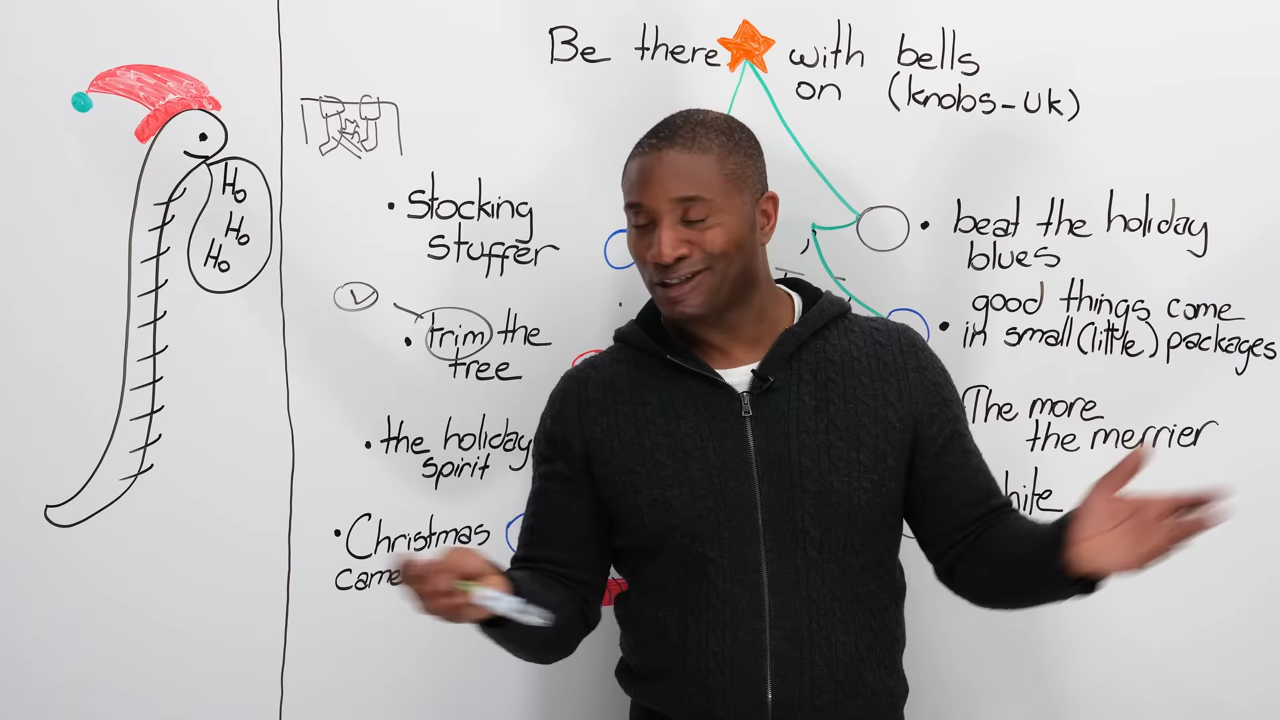 Be there with bells
on (knobs-uk)
Ho
Ho
Ho
• Stocking
stuffer
v
• trim the
tree
• the holiday
spirit
• Christmas
came
• beat the holiday
blues
good things come
• in small (little) packages
The more
the merrier